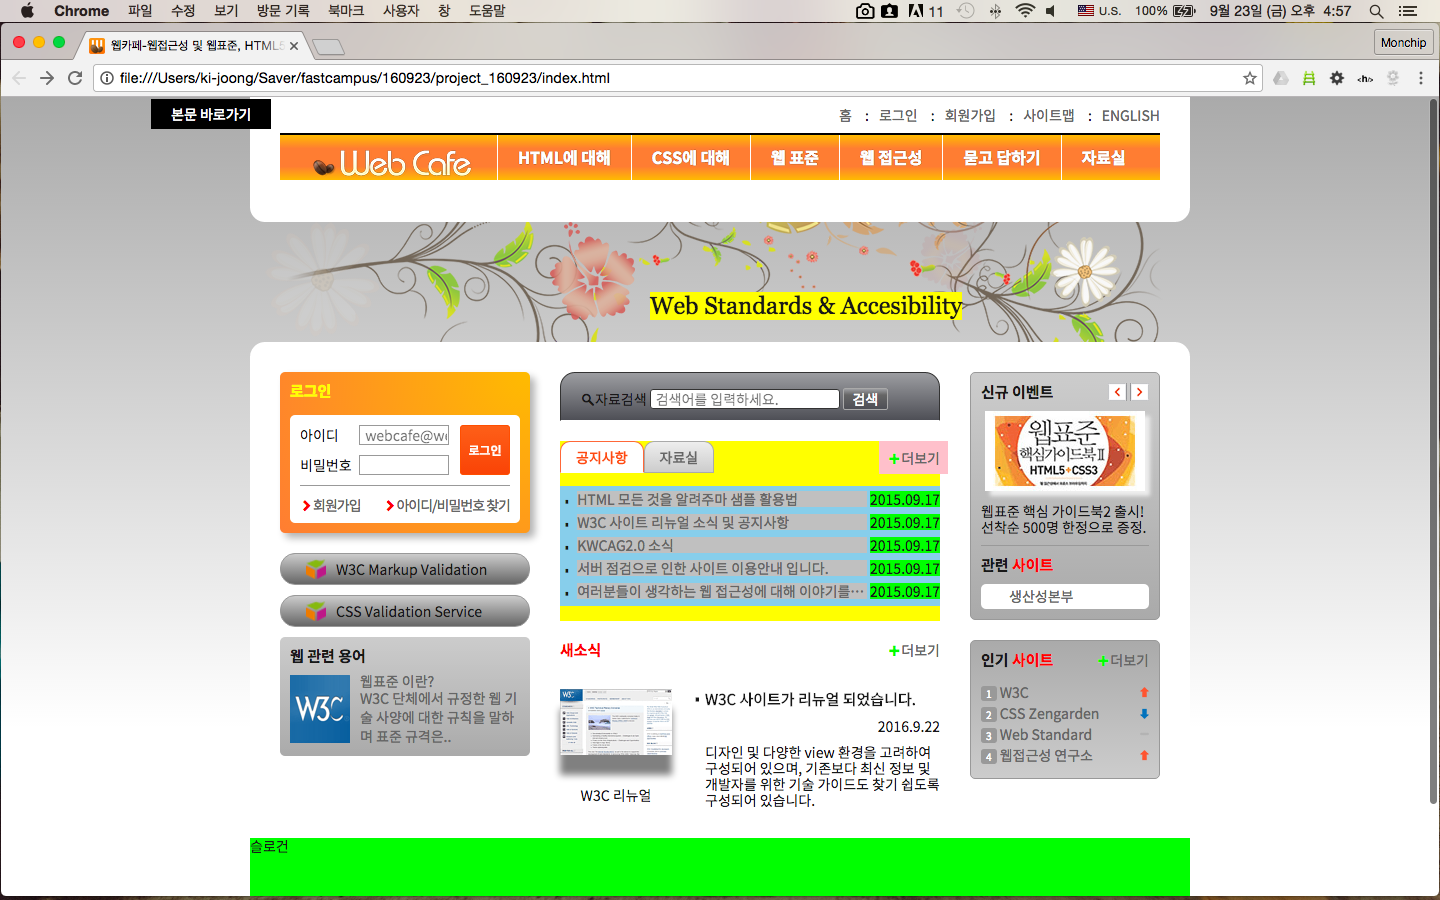 Chrome 파일 수정 보기 방문 기록 북마크 사용자 창 도움말 11 U.S. 100% 9월 23일 (금) 오후 4:57
웹카페-웹접근성 및 웹표준, HTML5
Monchip
file:///Users/ki-joong/Saver/fastcampus/160923/project_160923/index.html
본문 바로가기
홈 : 로그인 : 회원가입 : 사이트맵 : ENGLISH
Web Cafe HTML에 대해 CSS에 대해 웹 표준 웹 접근성 묻고 답하기 자료실
Web Standards & Accesibility
로그인
아이디 webcafe@we
비밀번호
로그인
회원가입 아이디/비밀번호 찾기
W3C Markup Validation
CSS Validation Service
웹 관련 용어
W3C
웹표준 이란?
W3C 단체에서 규정한 웹 기
술 사양에 대한 규칙을 말하
며 표준 규격은..
자료검색 검색어를 입력하세요. 검색
공지사항 자료실 +더보기
HTML 모든 것을 알려주마 샘플 활용법 2015.09.17
W3C 사이트 리뉴얼 소식 및 공지사항 2015.09.17
KWCAG2.0 소식 2015.09.17
서버 점검으로 인한 사이트 이용안내 입니다. 2015.09.17
여러분들이 생각하는 웹 접근성에 대해 이야기를… 2015.09.17
새소식 +더보기
W3C 리뉴얼
W3C 사이트가 리뉴얼 되었습니다.
2016.9.22
디자인 및 다양한 view 환경을 고려하여
구성되어 있으며, 기존보다 최신 정보 및
개발자를 위한 기술 가이드도 찾기 쉽도록
구성되어 있습니다.
신규 이벤트
웹표준
핵심가이드북 II
HTML5+CSS3
웹표준 핵심 가이드북2 출시!
선착순 500명 한정으로 증정.
관련 사이트
생산성본부
인기 사이트 +더보기
1 W3C
2 CSS Zengarden
3 Web Standard
4 웹접근성 연구소
슬로건